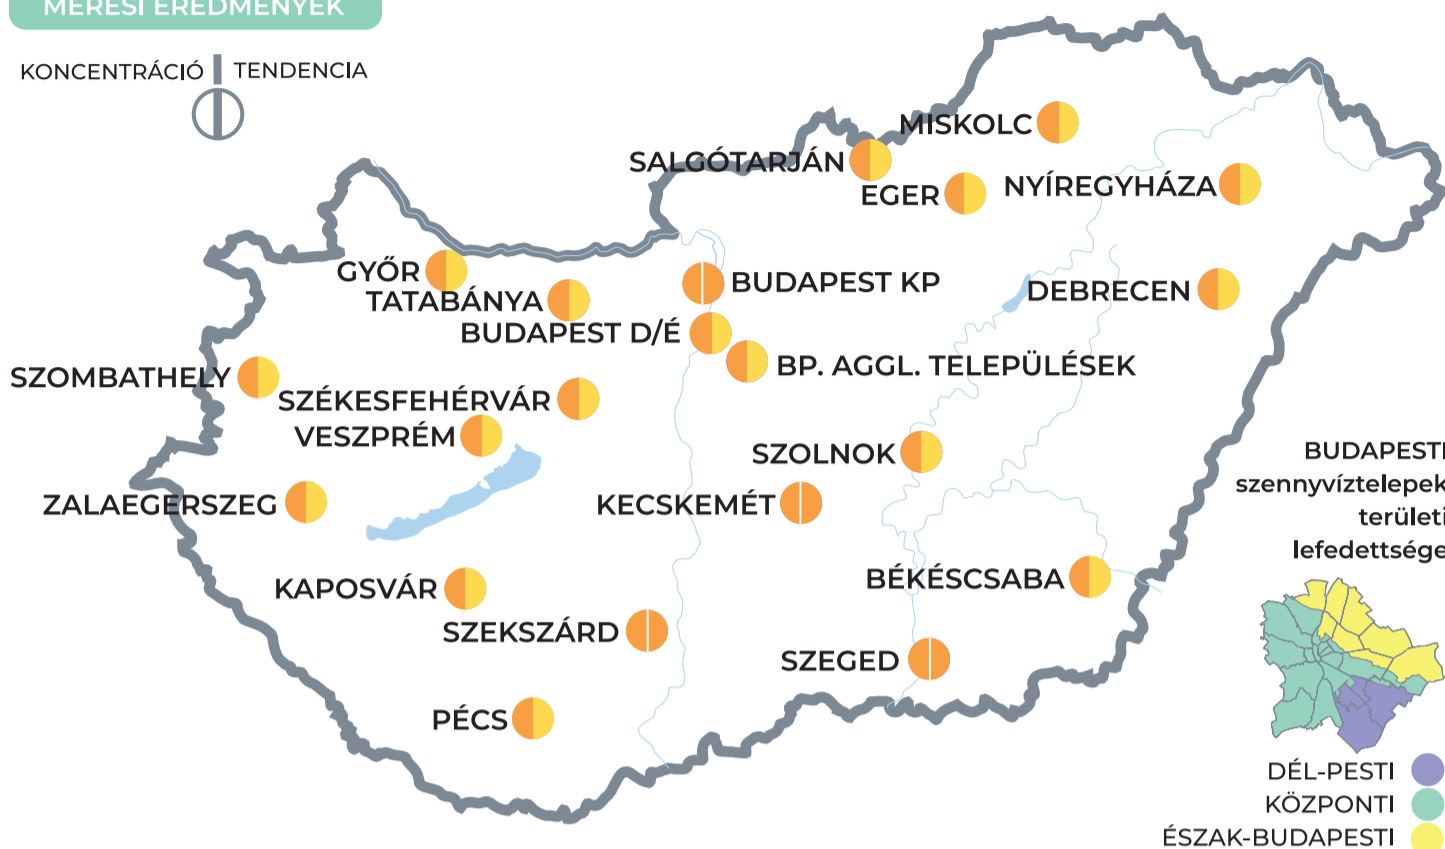 MÉRÉSI EREDMÉNYEK
KONCENTRÁCIÓ
TENDENCIA
MISKOLC
SALGÓTARJÁN
EGER
NYÍREGYHÁZA
GYŐR
TATABÁNYA
BUDAPEST KP
DEBRECEN
BUDAPEST D/É
BP. AGGL. TELEPÜLÉSEK
SZOMBATHELY
SZÉKESFEHÉRVÁR
VESZPRÉM
SZOLNOK
ZALAEGERSZEG
KECSKEMÉT
KAPOSVÁR
BÉKÉSCSABA
SZEKSZÁRD
SZEGED
PÉCS
BUDAPESTI
szennyvíztelepek
területi
lefedettsége
DÉL-PESTI
KÖZPONTI
ÉSZAK-BUDAPESTI